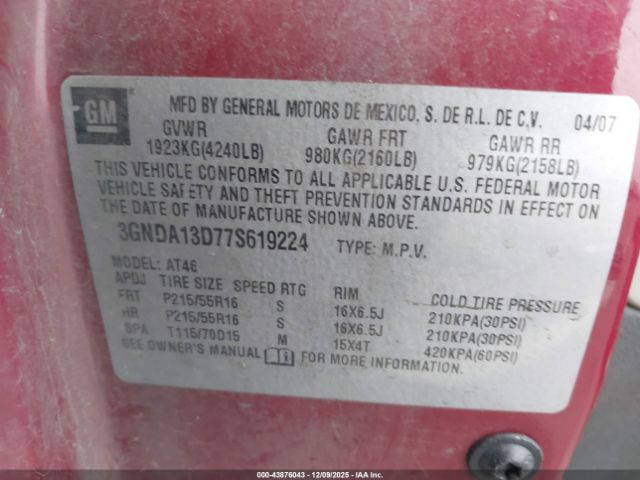 GM
MFD BY GENERAL MOTORS DE MEXICO, S. DE R.L. DE C.V. 04/07
GVWR GAWR FRT GAWR RR
1923KG(4240LB) 980KG(2160LB) 979KG(2158LB)
THIS VEHICLE CONFORMS TO ALL APPLICABLE U.S. FEDERAL MOTOR
VEHICLE SAFETY AND THEFT PREVENTION STANDARDS IN EFFECT ON
THE DATE OF MANUFACTURE SHOWN ABOVE.
3GNDA13D77S619224 TYPE: M.P.V.
MODEL: AT46
APDJ TIRE SIZE SPEED RTG RIM COLD TIRE PRESSURE
FRT P215/55R16 S 16X6.5J 210KPA(30PSI)
RR P215/55R16 S 16X6.5J 210KPA(30PSI)
SPA T115/70D15 M 15X4T 420KPA(60PSI)
SEE OWNER'S MANUAL FOR MORE INFORMATION.
000-43876043 - 12/09/2025 - IAA Inc.